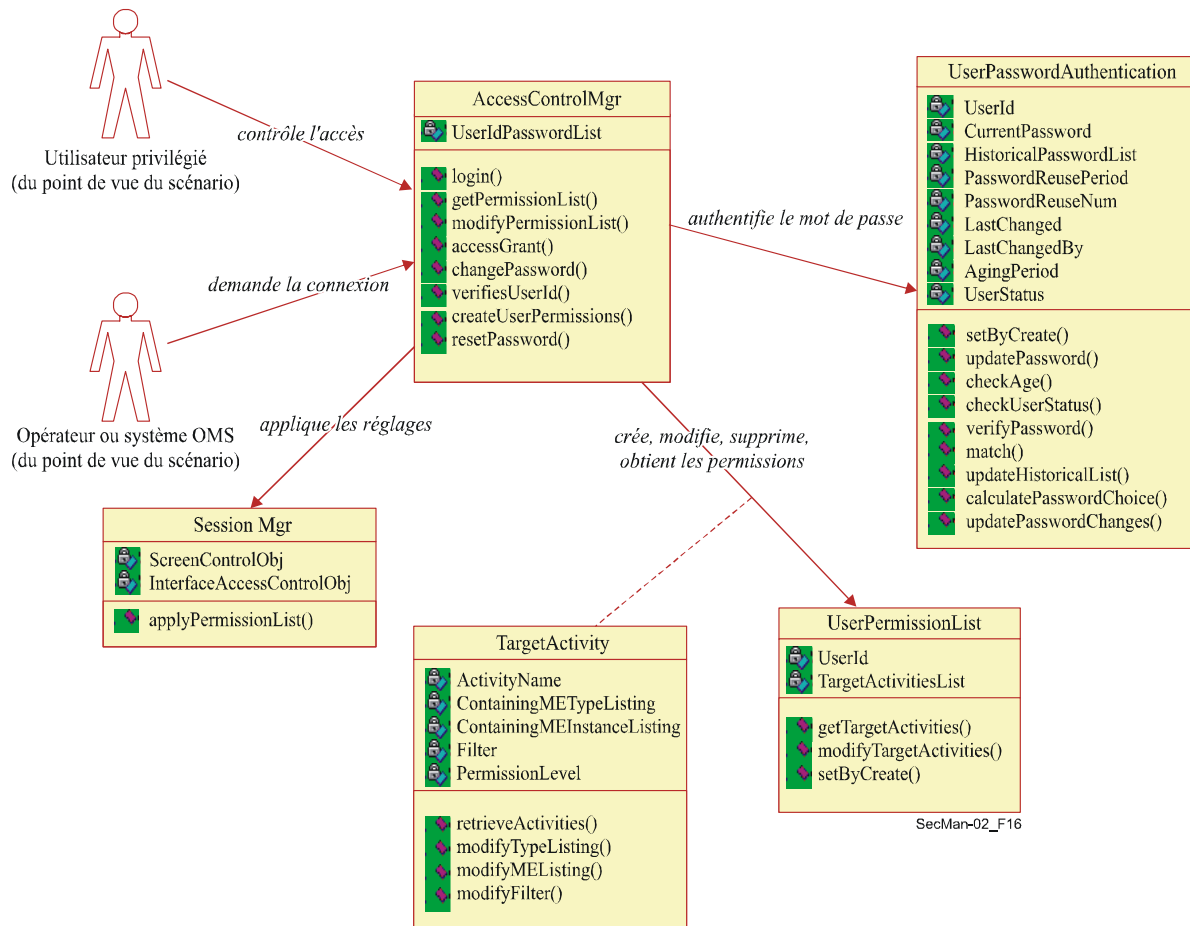 Utilisateur privilégié
(du point de vue du scénario)
contrôle l'accès
Opérateur ou système OMS
(du point de vue du scénario)
demande la connexion
AccessControlMgr
UserIdPasswordList
login()
getPermissionList()
modifyPermissionList()
accessGrant()
changePassword()
verifiesUserId()
createUserPermissions()
resetPassword()
authentifie le mot de passe
UserPasswordAuthentication
UserId
CurrentPassword
HistoricalPasswordList
PasswordReusePeriod
PasswordReuseNum
LastChanged
LastChangedBy
AgingPeriod
UserStatus
setByCreate()
updatePassword()
checkAge()
checkUserStatus()
verifyPassword()
match()
updateHistoricalList()
calculatePasswordChoice()
updatePasswordChanges()
applique les réglages
crée, modifie, supprime,
obtient les permissions
Session Mgr
ScreenControlObj
InterfaceAccessControlObj
applyPermissionList()
TargetActivity
ActivityName
ContainingMETypeListing
ContainingMEInstanceListing
Filter
PermissionLevel
retrieveActivities()
modifyTypeListing()
modifyMEListing()
modifyFilter()
UserPermissionList
UserId
TargetActivitiesList
getTargetActivities()
modifyTargetActivities()
setByCreate()
SecMan-02_F16